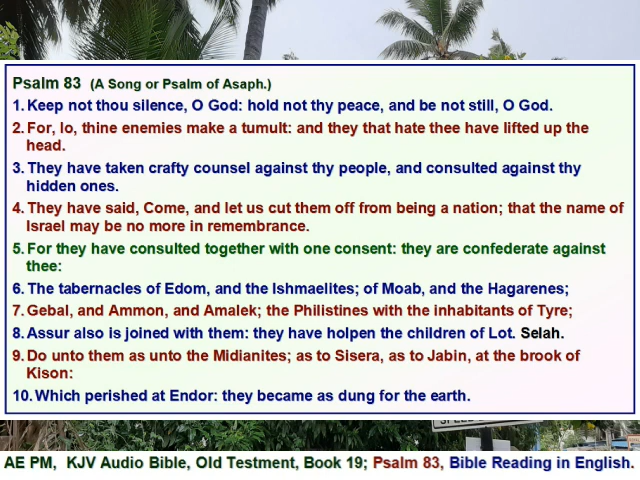 Psalm 83 (A Song or Psalm of Asaph.)
1. Keep not thou silence, O God: hold not thy peace, and be not still, O God.
2. For, lo, thine enemies make a tumult: and they that hate thee have lifted up the
head.
3. They have taken crafty counsel against thy people, and consulted against thy
hidden ones.
4. They have said, Come, and let us cut them off from being a nation; that the name of
Israel may be no more in remembrance.
5. For they have consulted together with one consent: they are confederate against
thee:
6. The tabernacles of Edom, and the Ishmaelites; of Moab, and the Hagarenes;
7. Gebal, and Ammon, and Amalek; the Philistines with the inhabitants of Tyre;
8. Assur also is joined with them: they have holpen the children of Lot. Selah.
9. Do unto them as unto the Midianites; as to Sisera, as to Jabin, at the brook of
Kison:
10. Which perished at Endor: they became as dung for the earth.
AE PM, KJV Audio Bible, Old Testment, Book 19; Psalm 83, Bible Reading in English.